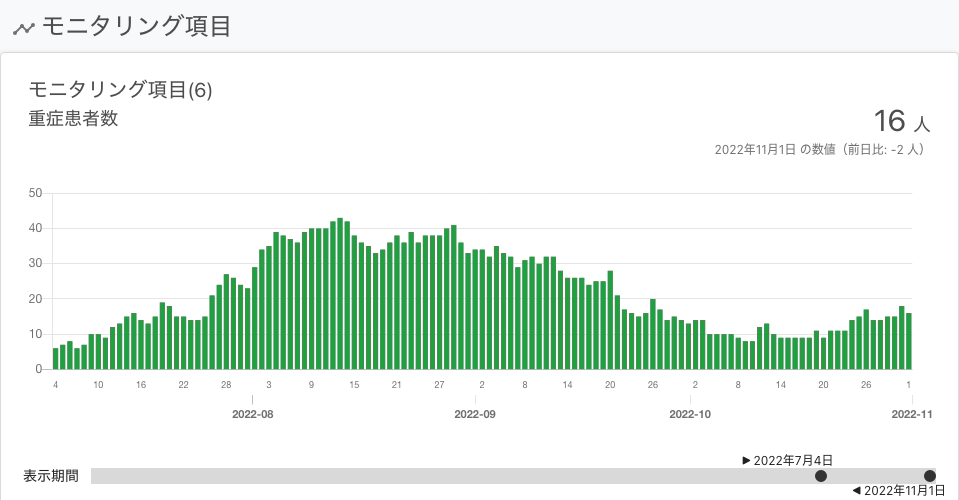 モニタリング項目
モニタリング項目(6)
重症患者数
16 人
2022年11月1日 の数値（前日比: -2 人）
50
40
30
20
10
0
4 10 16 22 28 3 9 15 21 27 2 8 14 20 26 2 8 14 20 26 1
2022-08 2022-09 2022-10 2022-11
▶ 2022年7月4日
表示期間
◀ 2022年11月1日